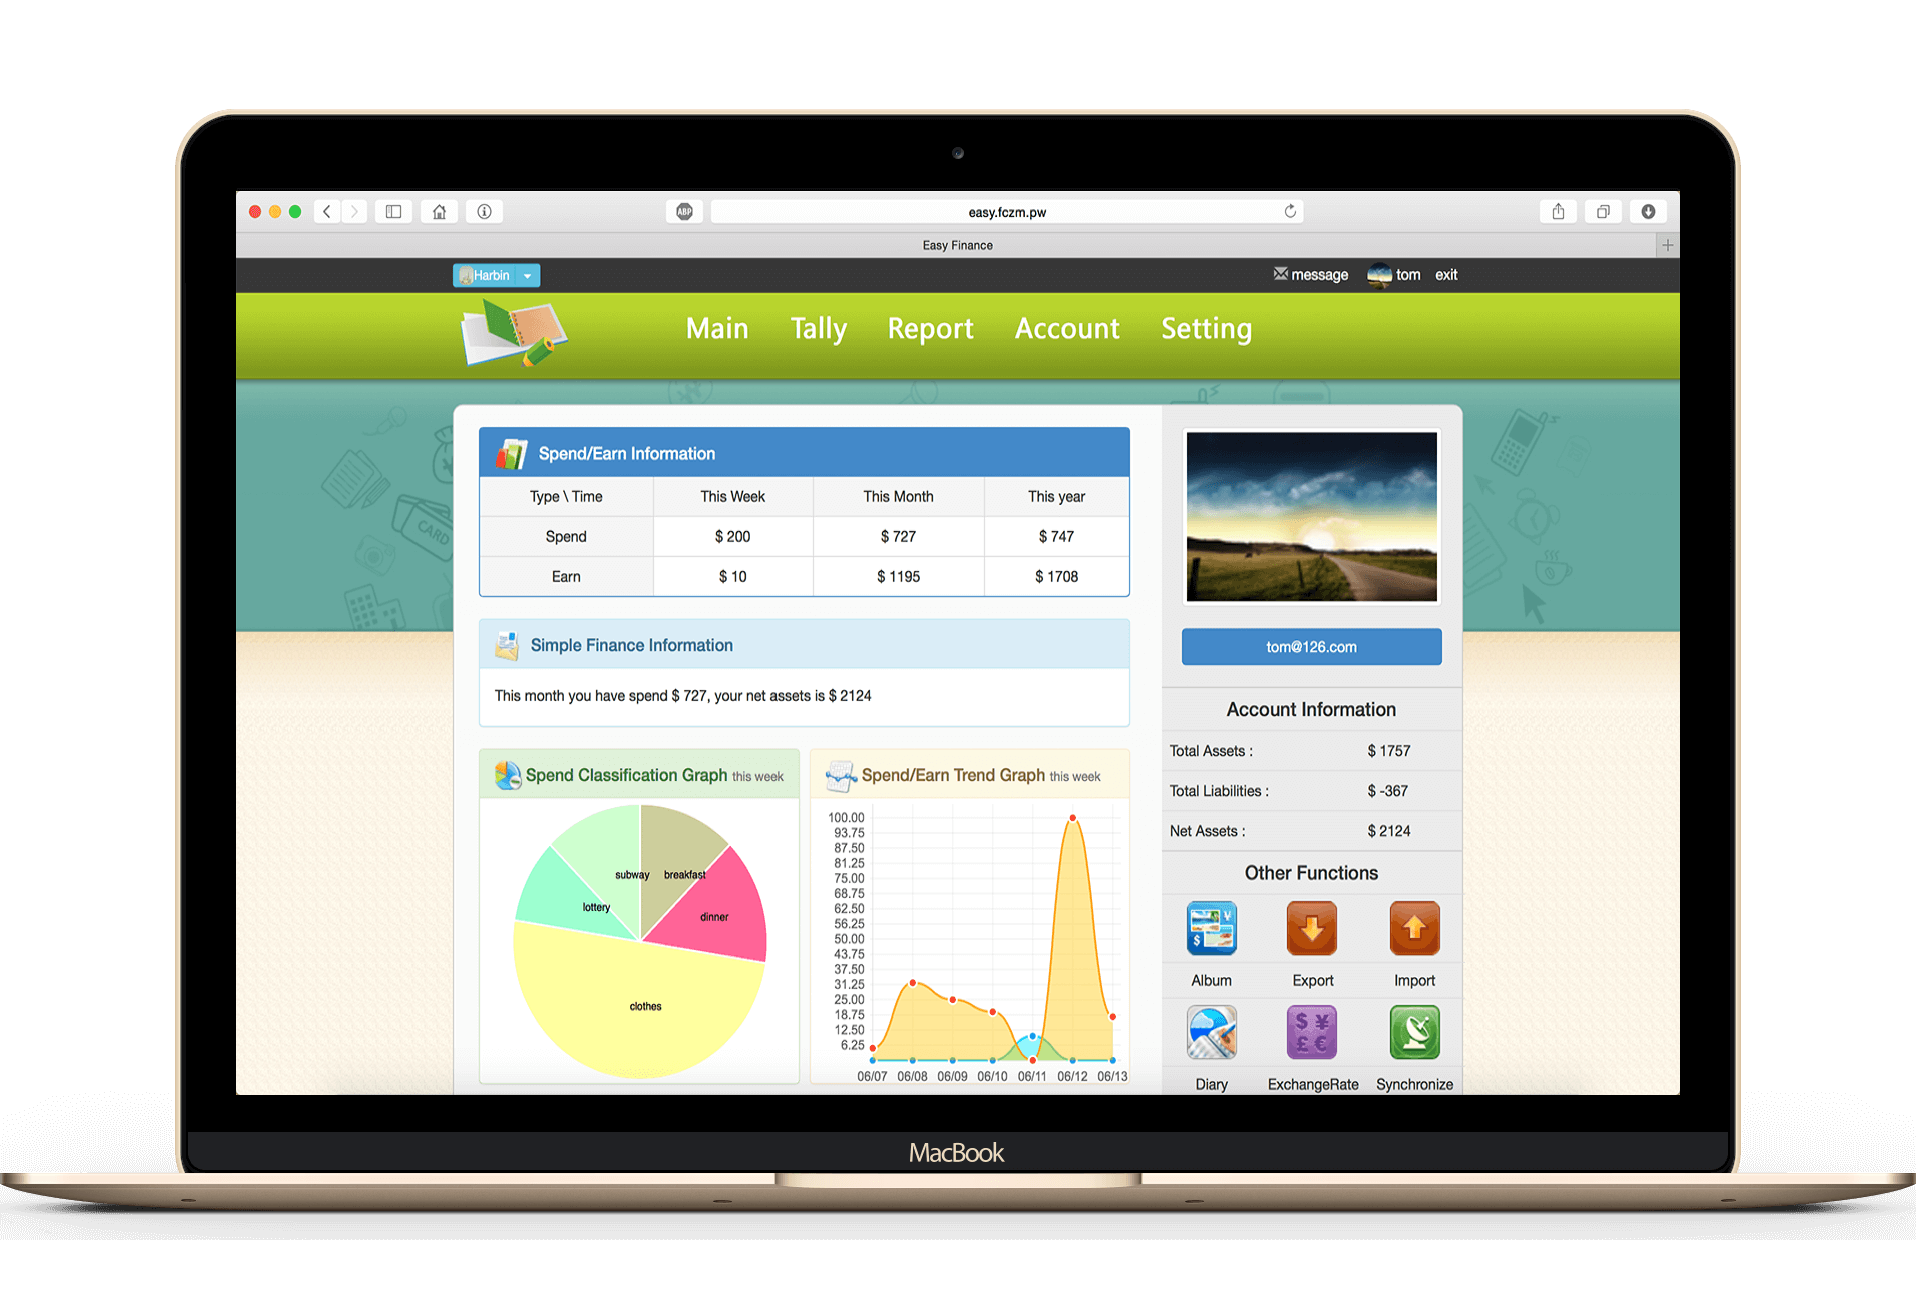 ABP
easy.fczm.pw
Easy Finance
Harbin
message tom exit
Main Tally Report Account Setting
CARD
Spend/Earn Information
Type \ Time This Week This Month This year
Spend $ 200 $ 727 $ 747
Earn $ 10 $ 1195 $ 1708
Simple Finance Information
This month you have spend $ 727, your net assets is $ 2124
Spend Classification Graph this week
subway
breakfast
lottery
dinner
clothes
Spend/Earn Trend Graph this week
100.00
93.75
87.50
81.25
75.00
68.75
62.50
56.25
50.00
43.75
37.50
31.25
25.00
18.75
12.50
6.25
06/07 06/08 06/09 06/10 06/11 06/12 06/13
tom@126.com
Account Information
Total Assets : $ 1757
Total Liabilities : $ -367
Net Assets : $ 2124
Other Functions
¥
$
Album Export Import
$ ¥
£ €
Diary ExchangeRate Synchronize
MacBook